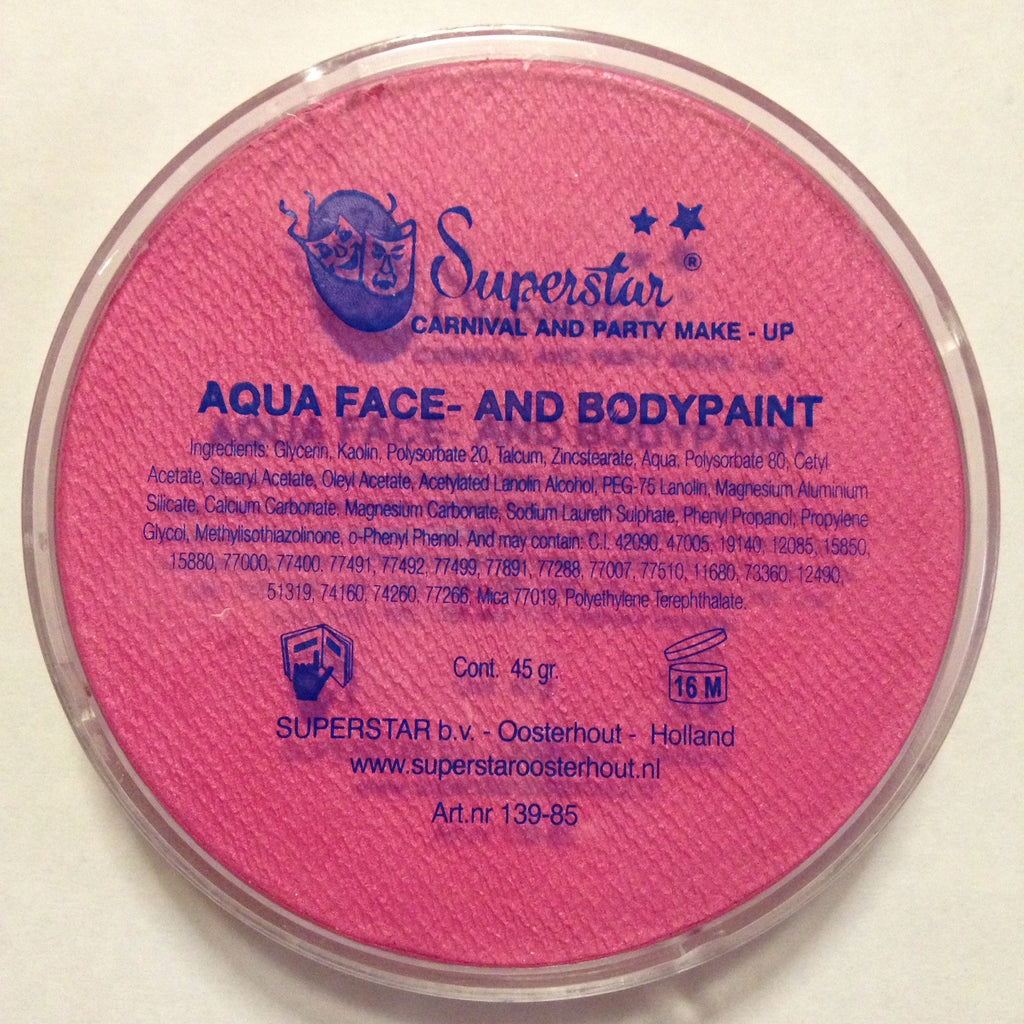 Superstar ®
CARNIVAL AND PARTY MAKE - UP
AQUA FACE- AND BODYPAINT
Ingredients: Glycerin, Kaolin, Polysorbate 20, Talcum, Zincstearate, Aqua, Polysorbate 80, Cetyl
Acetate, Stearyl Acetate, Oleyl Acetate, Acetylated Lanolin Alcohol, PEG-75 Lanolin, Magnesium Aluminium
Silicate, Calcium Carbonate, Magnesium Carbonate, Sodium Laureth Sulphate, Phenyl Propanol, Propylene
Glycol, Methylisothiazolinone, o-Phenyl Phenol, And may contain: C.I. 42090, 47005, 19140, 12085, 15850,
15880, 77000, 77400, 77491, 77492, 77499, 77891, 77288, 77007, 77510, 11680, 73360, 12490,
51319, 74160, 74260, 77266, Mica 77019, Polyethylene Terephthalate.
Cont. 45 gr.
16 M
SUPERSTAR b.v. - Oosterhout - Holland
www.superstaroosterhout.nl
Art.nr 139-85